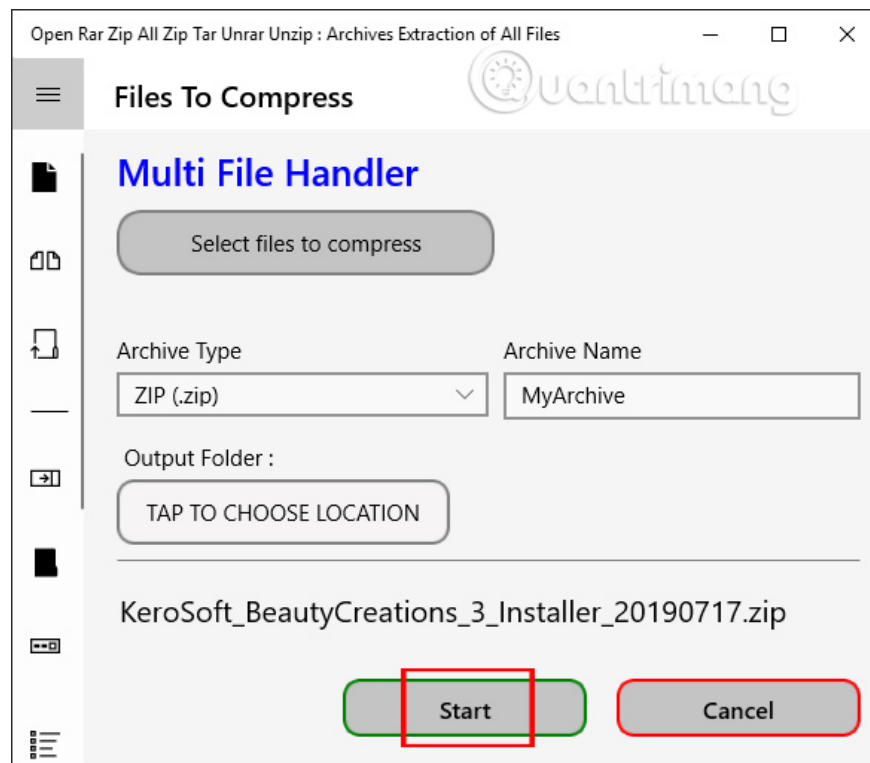 Open Rar Zip All Zip Tar Unrar Unzip : Archives Extraction of All Files
Quantrimang
Files To Compress
Multi File Handler
Select files to compress
Archive Type
Archive Name
ZIP (.zip)
MyArchive
Output Folder :
TAP TO CHOOSE LOCATION
KeroSoft_BeautyCreations_3_Installer_20190717.zip
Start
Cancel